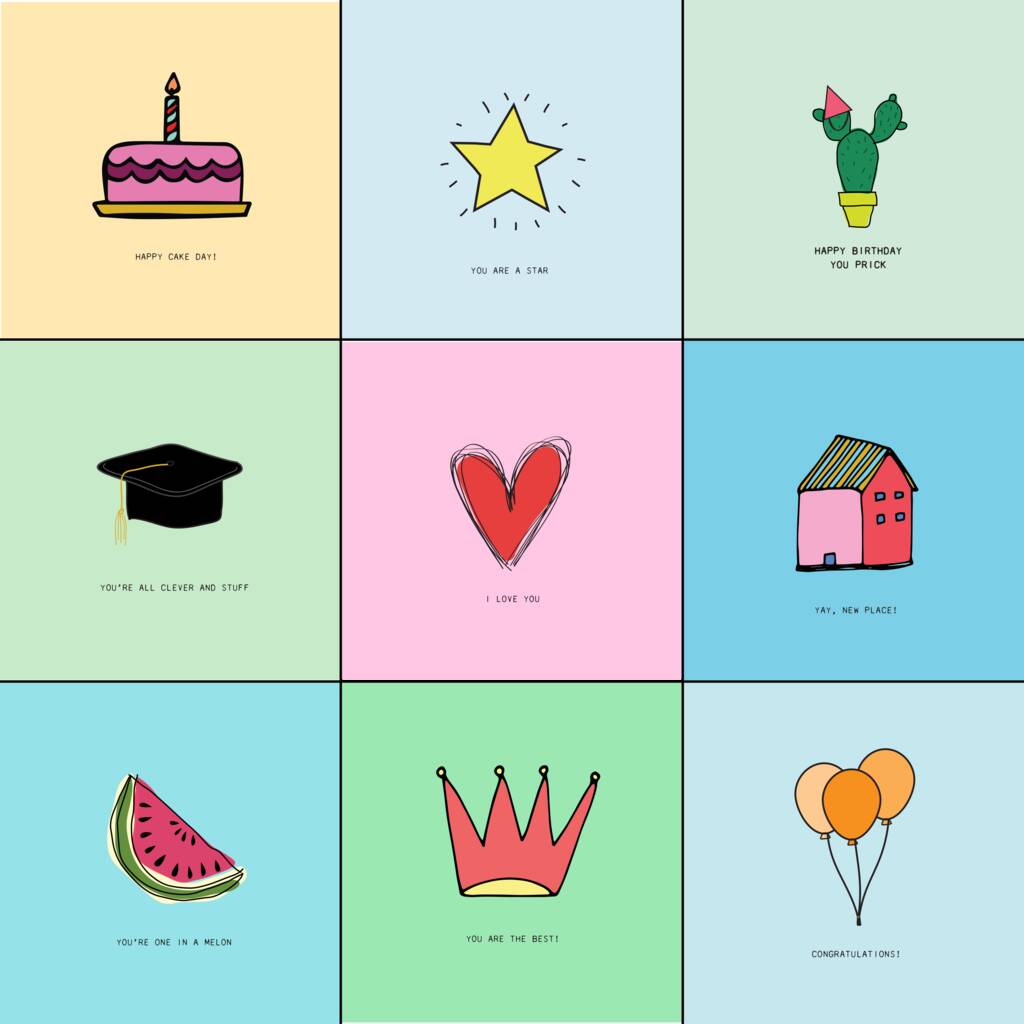 HAPPY CAKE DAY!
YOU ARE A STAR
HAPPY BIRTHDAY
YOU PRICK
YOU'RE ALL CLEVER AND STUFF
I LOVE YOU
YAY, NEW PLACE!
YOU'RE ONE IN A MELON
YOU ARE THE BEST!
CONGRATULATIONS!